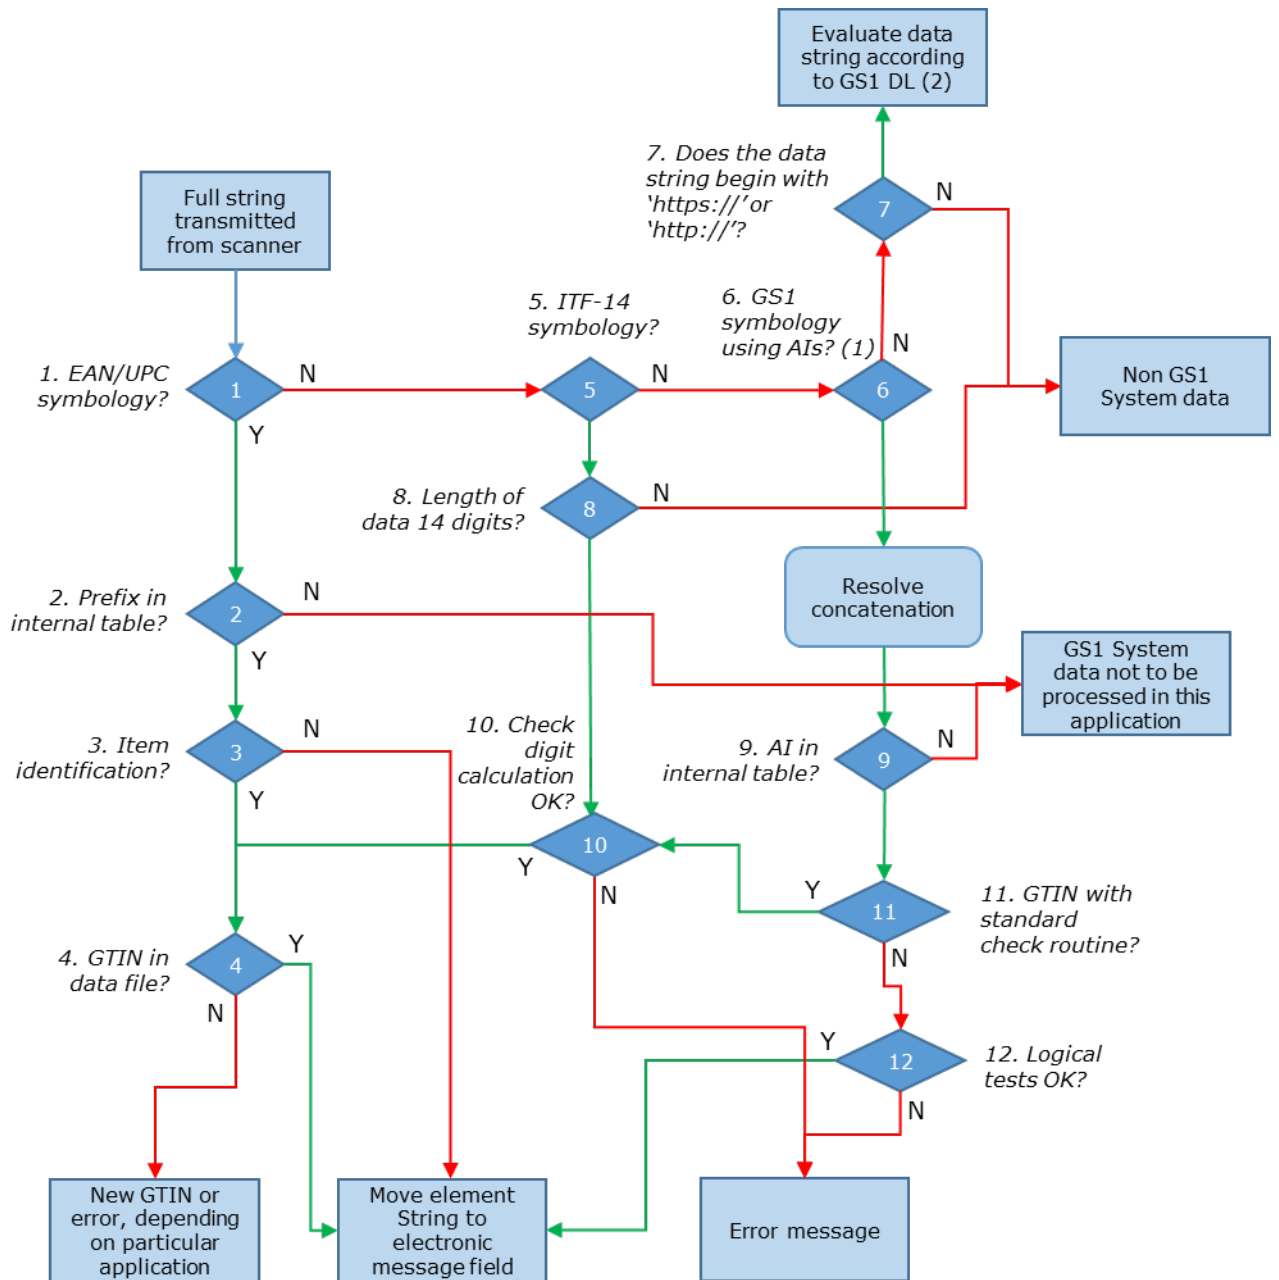 Evaluate data
string according
to GS1 DL (2)
7. Does the data
string begin with
‘https://’ or
‘http://’?
N
7
Full string
transmitted
from scanner
5. ITF-14
symbology?
6. GS1
symbology
using AIs? (1)
N
1. EAN/UPC
symbology?
1
N
Y
5
N
6
Non GS1
System data
8. Length of
data 14 digits?
8
N
Resolve
concatenation
2. Prefix in
internal table?
2
N
Y
GS1 System
data not to be
processed in this
application
3. Item
identification?
3
N
Y
10. Check
digit
calculation
OK?
9. AI in
internal table?
9
N
10
Y
N
Y
11
N
11. GTIN with
standard
check routine?
4. GTIN in
data file?
4
Y
N
Y
12
N
12. Logical
tests OK?
New GTIN or
error, depending
on particular
application
Move element
String to
electronic
message field
Error message